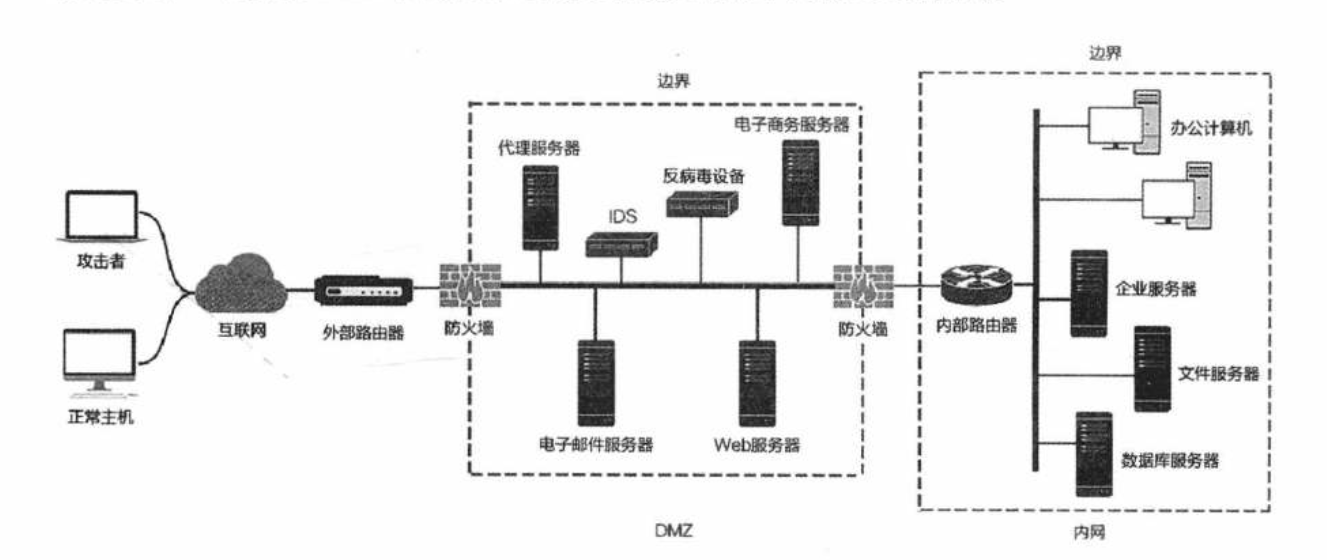 边界
边界
电子商务服务器
办公计算机
代理服务器
反病毒设备
IDS
攻击者
企业服务器
互联网
外部路由器
防火墙
防火墙
内部路由器
文件服务器
正常主机
电子邮件服务器
Web服务器
数据库服务器
DMZ
内网